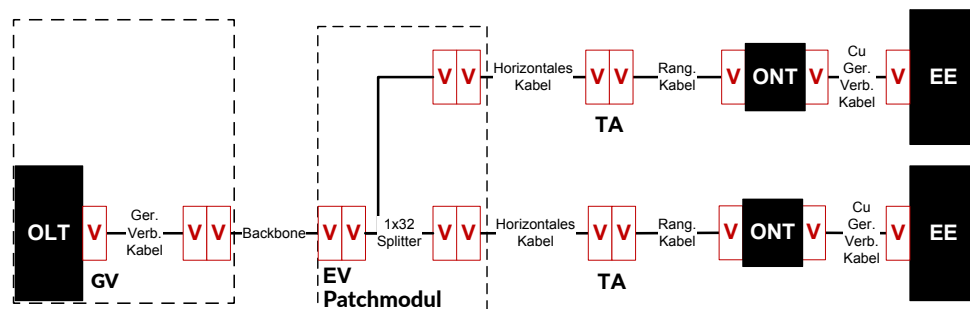 V V
Horizontales
Kabel
V V
TA
Rang.
Kabel
V
ONT
V
Cu
Ger.
Verb.
Kabel
V
EE
OLT
V
Ger.
Verb.
Kabel
GV
V V
Backbone
V V
EV
Patchmodul
1x32
Splitter
V V
Horizontales
Kabel
V V
TA
Rang.
Kabel
V
ONT
V
Cu
Ger.
Verb.
Kabel
V
EE